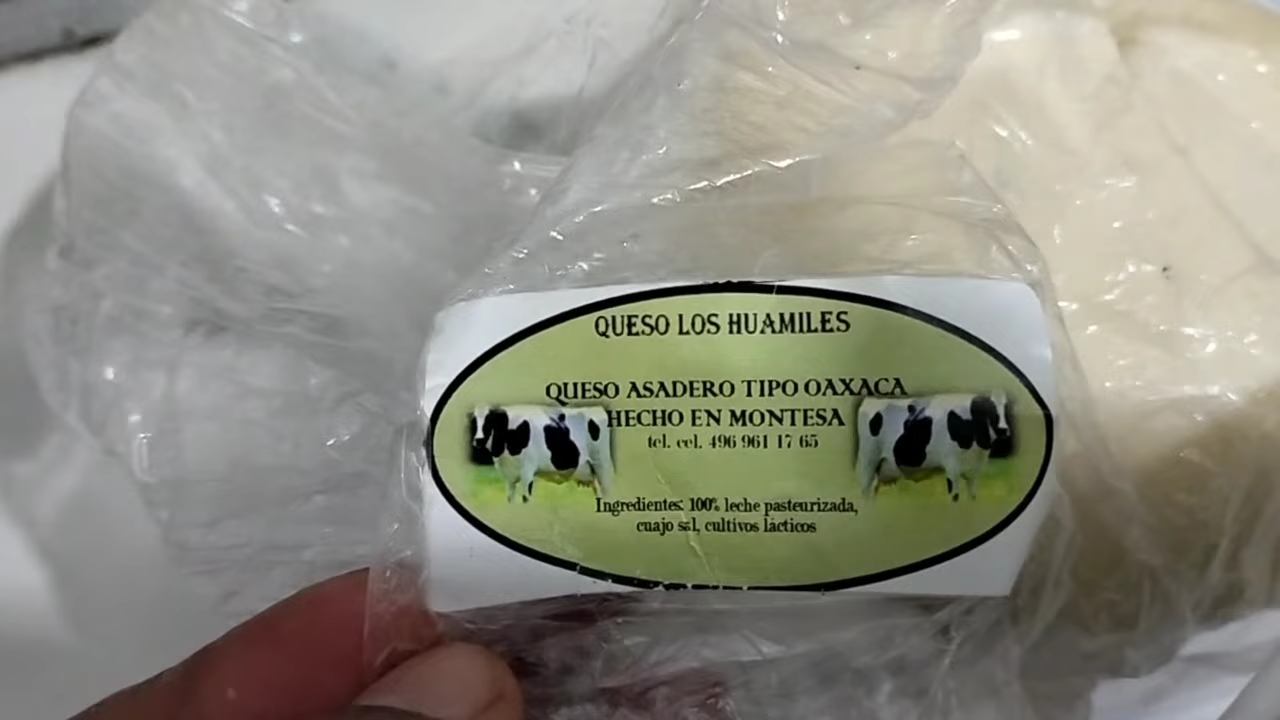 QUESO LOS HUAMILES
QUESO ASADERO TIPO OAXACA
HECHO EN MONTESA
tel. cel. 496 961 17 65
Ingredientes: 100% leche pasteurizada,
cuajo sal, cultivos lácticos